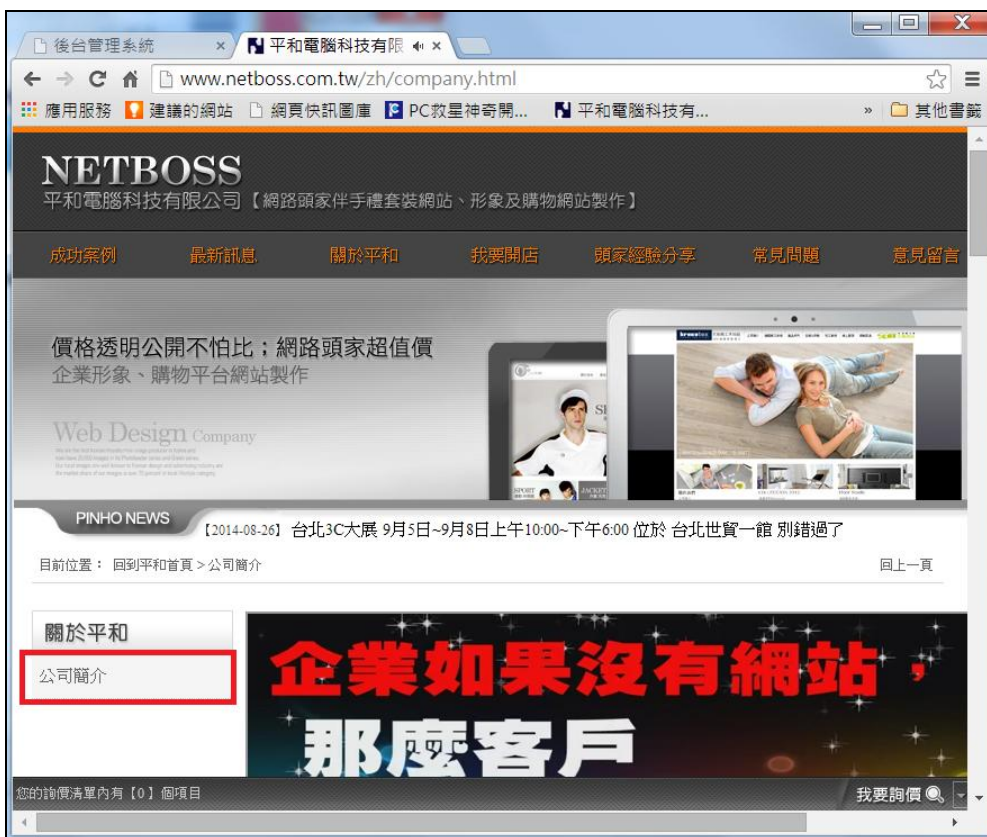 後台管理系統
平和電腦科技有限
www.netboss.com.tw/zh/company.html
應用服務 建議的網站 網頁快訊圖庫 PC救星神奇開... 平和電腦科技有... » 其他書籤
NETBOSS
平和電腦科技有限公司【網路頭家伴手禮套裝網站、形象及購物網站製作】
成功案例 最新訊息 關於平和 我要開店 頭家經驗分享 常見問題 意見留言
價格透明公開不怕比；網路頭家超值價
企業形象、購物平台網站製作
Web Design Company
SPORT
JACKET
PINHO NEWS
【2014-08-26】 台北3C大展 9月5日~9月8日上午10:00~下午6:00 位於 台北世貿一館 別錯過了
目前位置： 回到平和首頁 > 公司簡介 回上一頁
關於平和
公司簡介
企業如果沒有網站，
那麼客戶
您的詢價清單內有【0】個項目 我要詢價